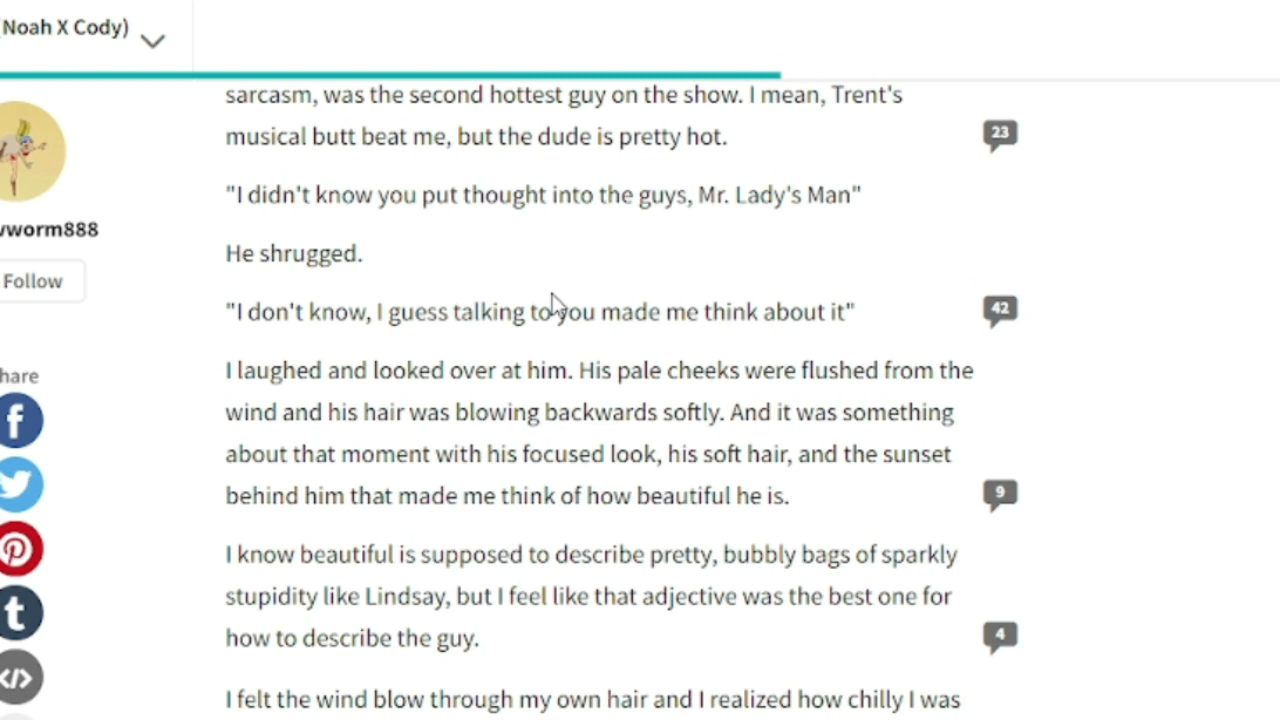 Noah X Cody)
sarcasm, was the second hottest guy on the show. I mean, Trent's
musical butt beat me, but the dude is pretty hot.
23
"I didn't know you put thought into the guys, Mr. Lady's Man"
worm888
He shrugged.
Follow
"I don't know, I guess talking to you made me think about it"
42
hare
I laughed and looked over at him. His pale cheeks were flushed from the
wind and his hair was blowing backwards softly. And it was something
about that moment with his focused look, his soft hair, and the sunset
behind him that made me think of how beautiful he is.
9
I know beautiful is supposed to describe pretty, bubbly bags of sparkly
stupidity like Lindsay, but I feel like that adjective was the best one for
how to describe the guy.
4
I felt the wind blow through my own hair and I realized how chilly I was